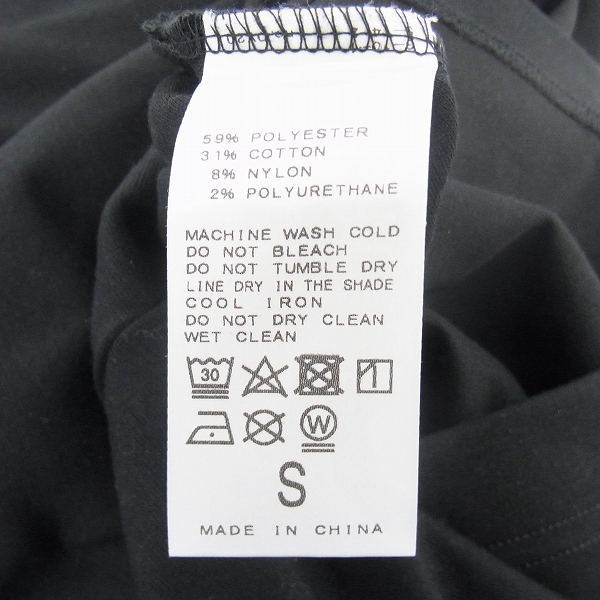 59% POLYESTER
31% COTTON
8% NYLON
2% POLYURETHANE
MACHINE WASH COLD
DO NOT BLEACH
DO NOT TUMBLE DRY
LINE DRY IN THE SHADE
COOL IRON
DO NOT DRY CLEAN
WET CLEAN
30
W
S
MADE IN CHINA